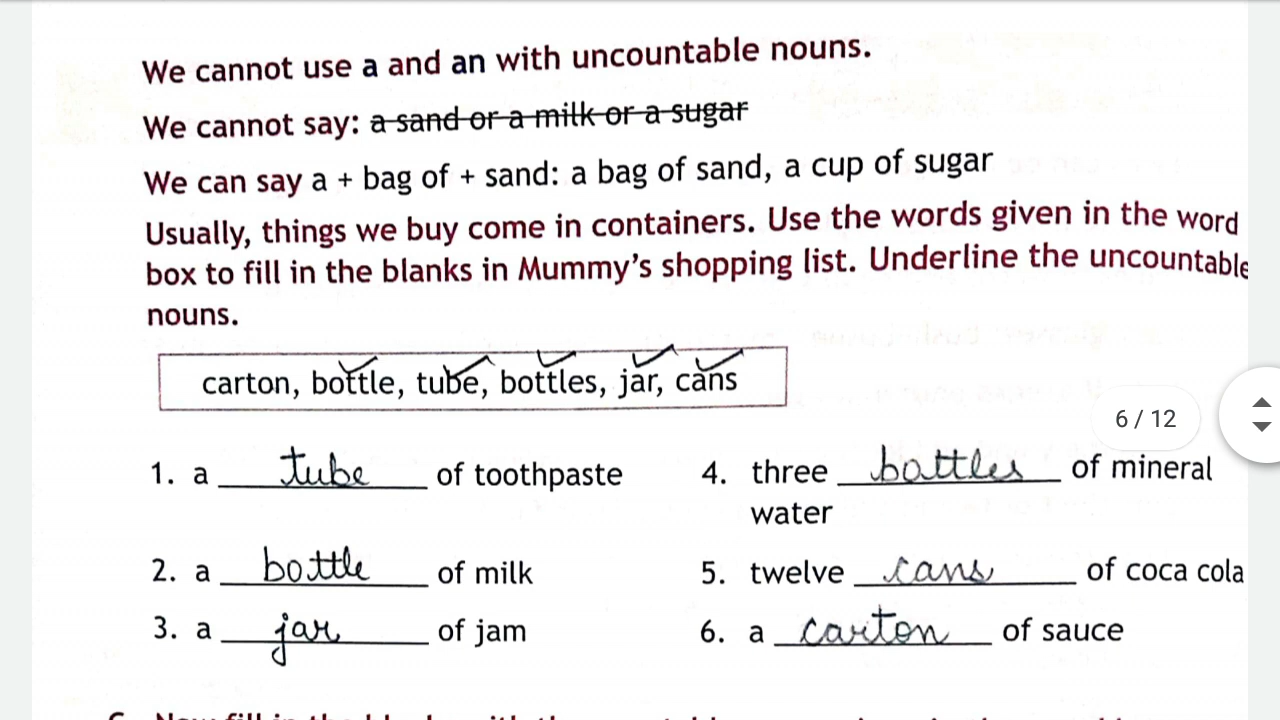 We cannot use a and an with uncountable nouns.
We cannot say: a sand or a milk or a sugar
We can say a + bag of + sand: a bag of sand, a cup of sugar
Usually, things we buy come in containers. Use the words given in the word
box to fill in the blanks in Mummy's shopping list. Underline the uncountable
nouns.
carton, bottle, tube, bottles, jar, cans
6 / 12
1. a tube of toothpaste
4. three bottles of mineral
water
2. a bottle of milk
5. twelve cans of coca cola
3. a jar of jam
6. a carton of sauce